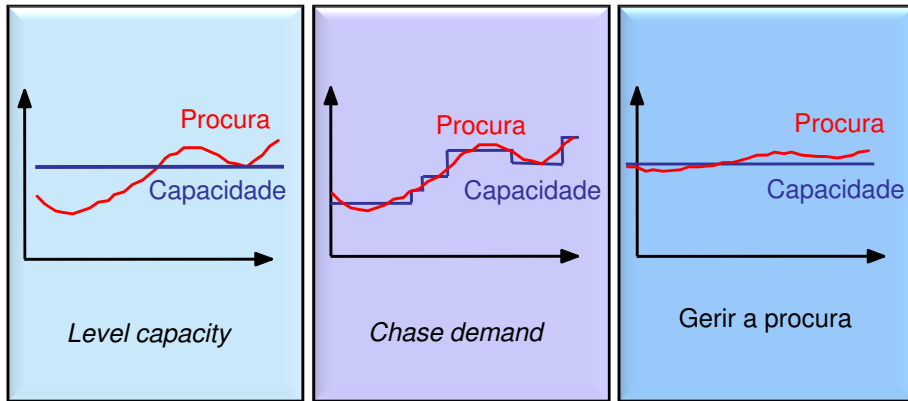 Procura
Capacidade
Level capacity
Procura
Capacidade
Chase demand
Procura
Capacidade
Gerir a procura